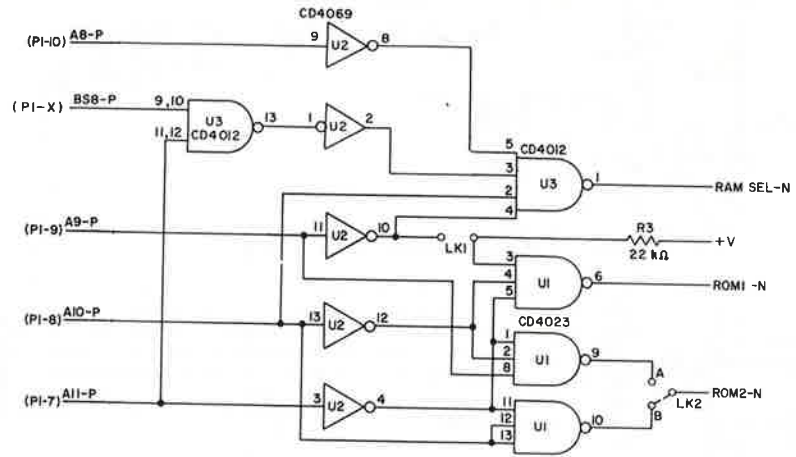 CD4069
(P1-10) A8-P 9 U2 8
(P1-X) BS8-P 9,10 U3 CD4012 13 1 U2 2
11,12
5 CD4012
3 U3 1 RAM SEL-N
2
4
(P1-9) A9-P 11 U2 10 LK1 R3 22 kΩ +V
3 U1 6 ROM1-N
4
5
(P1-8) A10-P 13 U2 12 CD4023
1 U1 9 A
2
8
LK2 ROM2-N
(P1-7) A11-P 3 U2 4 11 U1 10 B
12
13